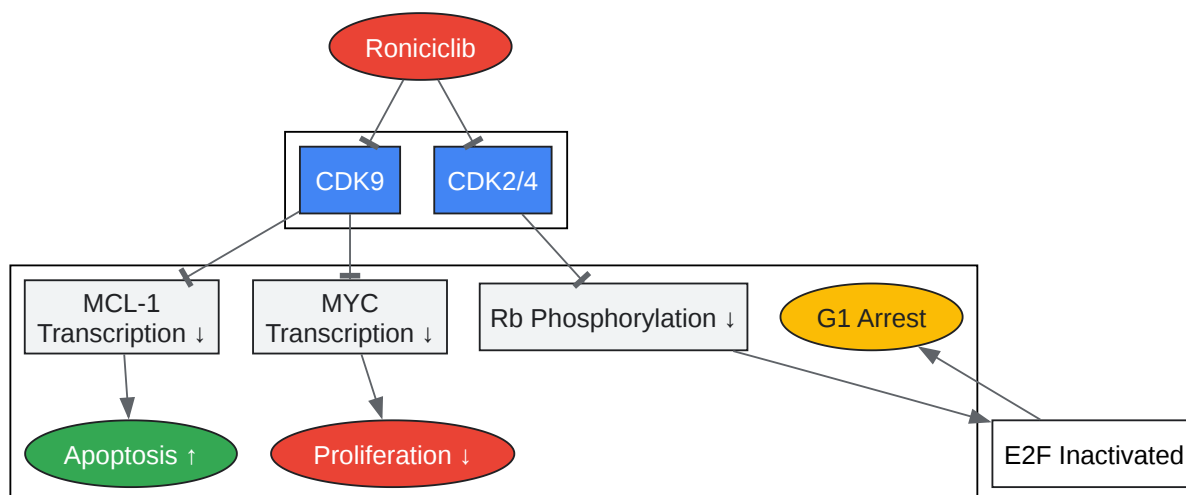 Roniciclib
CDK9
CDK2/4
MCL-1
Transcription ↓
MYC
Transcription ↓
Rb Phosphorylation ↓
G1 Arrest
Apoptosis ↑
Proliferation ↓
E2F Inactivated